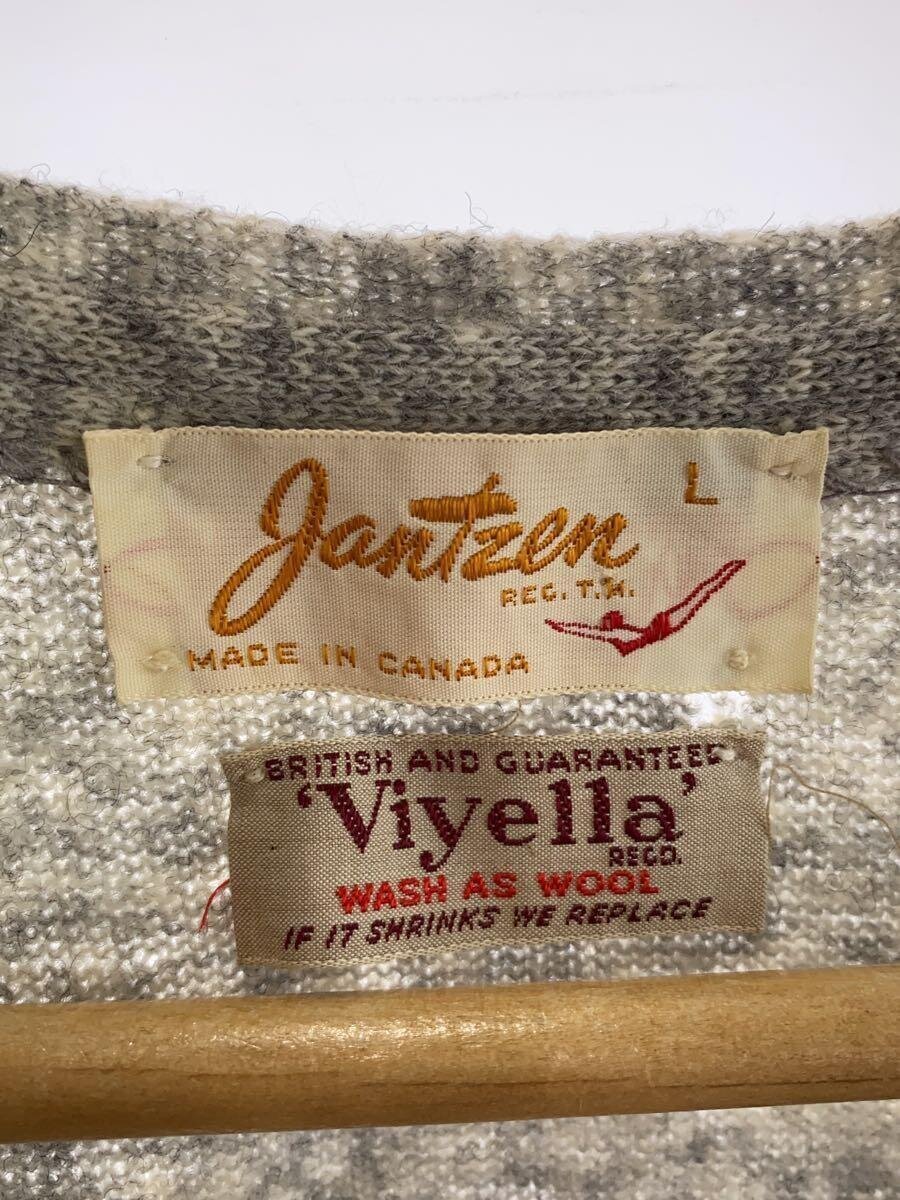 Jantzen L
REG. T.M.
MADE IN CANADA
BRITISH AND GUARANTEED
'Viyella'
REGD.
WASH AS WOOL
IF IT SHRINKS WE REPLACE